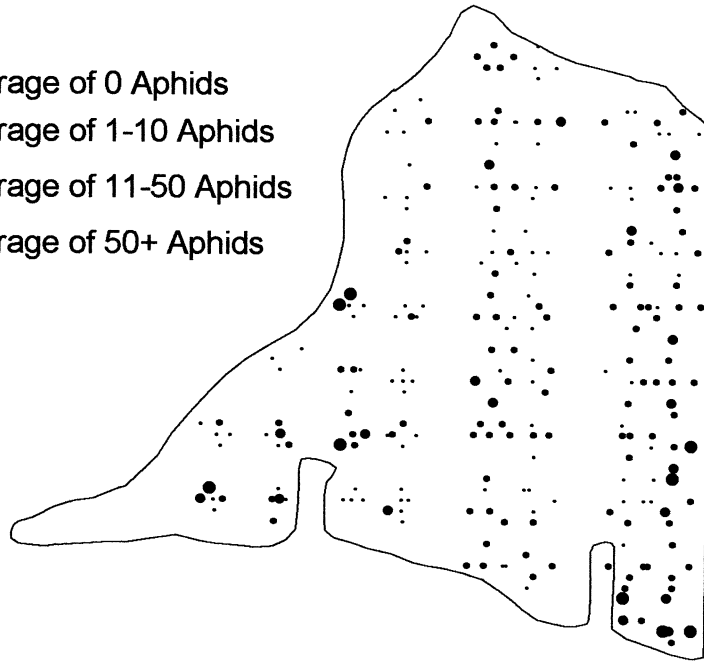 rage of 0 Aphids
rage of 1-10 Aphids
rage of 11-50 Aphids
rage of 50+ Aphids